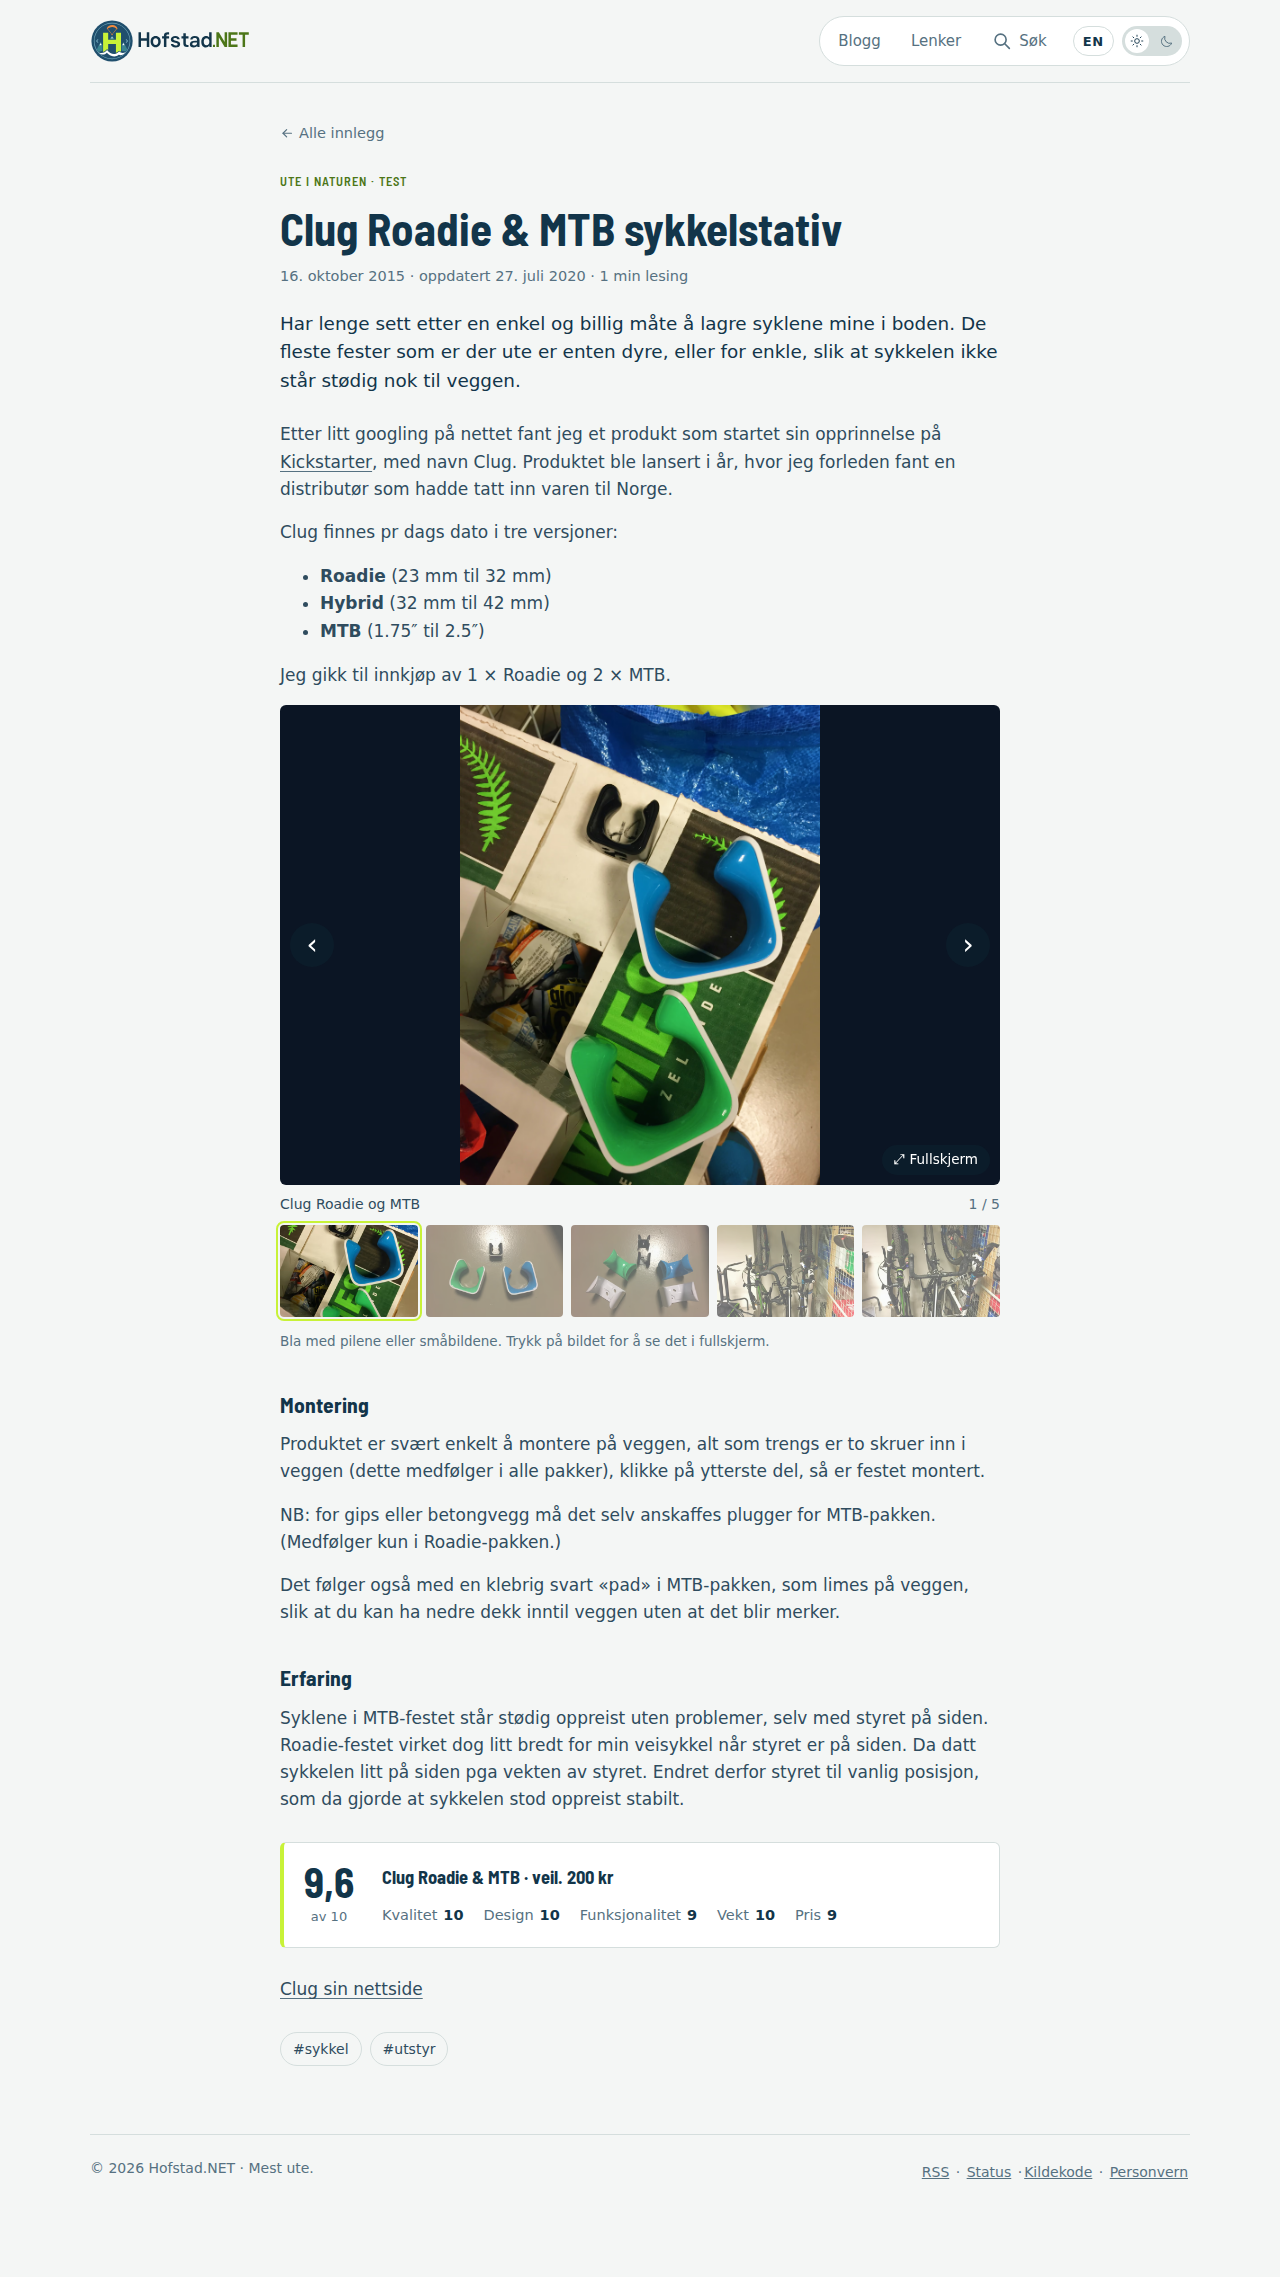 Hofstad.NET
Blogg
Lenker
Søk
EN
← Alle innlegg
UTE I NATUREN · TEST
Clug Roadie & MTB sykkelstativ
16. oktober 2015 · oppdatert 27. juli 2020 · 1 min lesing
Har lenge sett etter en enkel og billig måte å lagre syklene mine i boden. De
fleste fester som er der ute er enten dyre, eller for enkle, slik at sykkelen ikke
står stødig nok til veggen.
Etter litt googling på nettet fant jeg et produkt som startet sin opprinnelse på
Kickstarter, med navn Clug. Produktet ble lansert i år, hvor jeg forleden fant en
distributør som hadde tatt inn varen til Norge.
Clug finnes pr dags dato i tre versjoner:
• Roadie (23 mm til 32 mm)
• Hybrid (32 mm til 42 mm)
• MTB (1.75″ til 2.5″)
Jeg gikk til innkjøp av 1 × Roadie og 2 × MTB.
‹
›
⤢ Fullskjerm
Clug Roadie og MTB
1 / 5
Bla med pilene eller småbildene. Trykk på bildet for å se det i fullskjerm.
Montering
Produktet er svært enkelt å montere på veggen, alt som trengs er to skruer inn i
veggen (dette medfølger i alle pakker), klikke på ytterste del, så er festet montert.
NB: for gips eller betongvegg må det selv anskaffes plugger for MTB-pakken.
(Medfølger kun i Roadie-pakken.)
Det følger også med en klebrig svart «pad» i MTB-pakken, som limes på veggen,
slik at du kan ha nedre dekk inntil veggen uten at det blir merker.
Erfaring
Syklene i MTB-festet står stødig oppreist uten problemer, selv med styret på siden.
Roadie-festet virket dog litt bredt for min veisykkel når styret er på siden. Da datt
sykkelen litt på siden pga vekten av styret. Endret derfor styret til vanlig posisjon,
som da gjorde at sykkelen stod oppreist stabilt.
9,6
av 10
Clug Roadie & MTB · veil. 200 kr
Kvalitet 10 Design 10 Funksjonalitet 9 Vekt 10 Pris 9
Clug sin nettside
#sykkel
#utstyr
© 2026 Hofstad.NET · Mest ute.
RSS · Status · Kildekode · Personvern